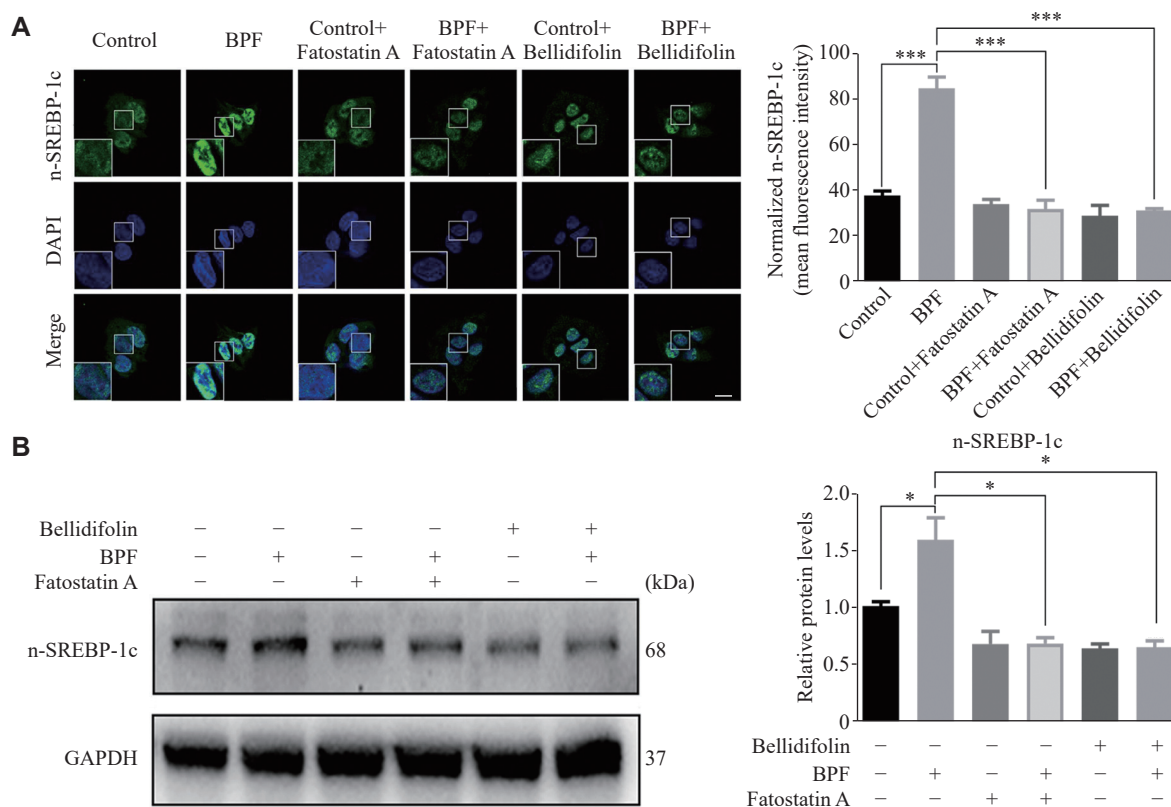 A
Control
BPF
Control+
Fatostatin A
BPF+
Fatostatin A
Control+
Bellidifolin
BPF+
Bellidifolin
n-SREBP-1c
DAPI
Merge
Normalized n-SREBP-1c
(mean fluorescence intensity)
100
80
60
40
20
0
***
***
***
Control
BPF
Control+Fatostatin A
BPF+Fatostatin A
Control+Bellidifolin
BPF+Bellidifolin
B
Bellidifolin − − − − + +
BPF − + − + − +
Fatostatin A − − + + − −
(kDa)
n-SREBP-1c
68
GAPDH
37
n-SREBP-1c
Relative protein levels
2.0
1.5
1.0
0.5
0
*
*
*
Bellidifolin − − − − + +
BPF − + − + − +
Fatostatin A − − + + − −